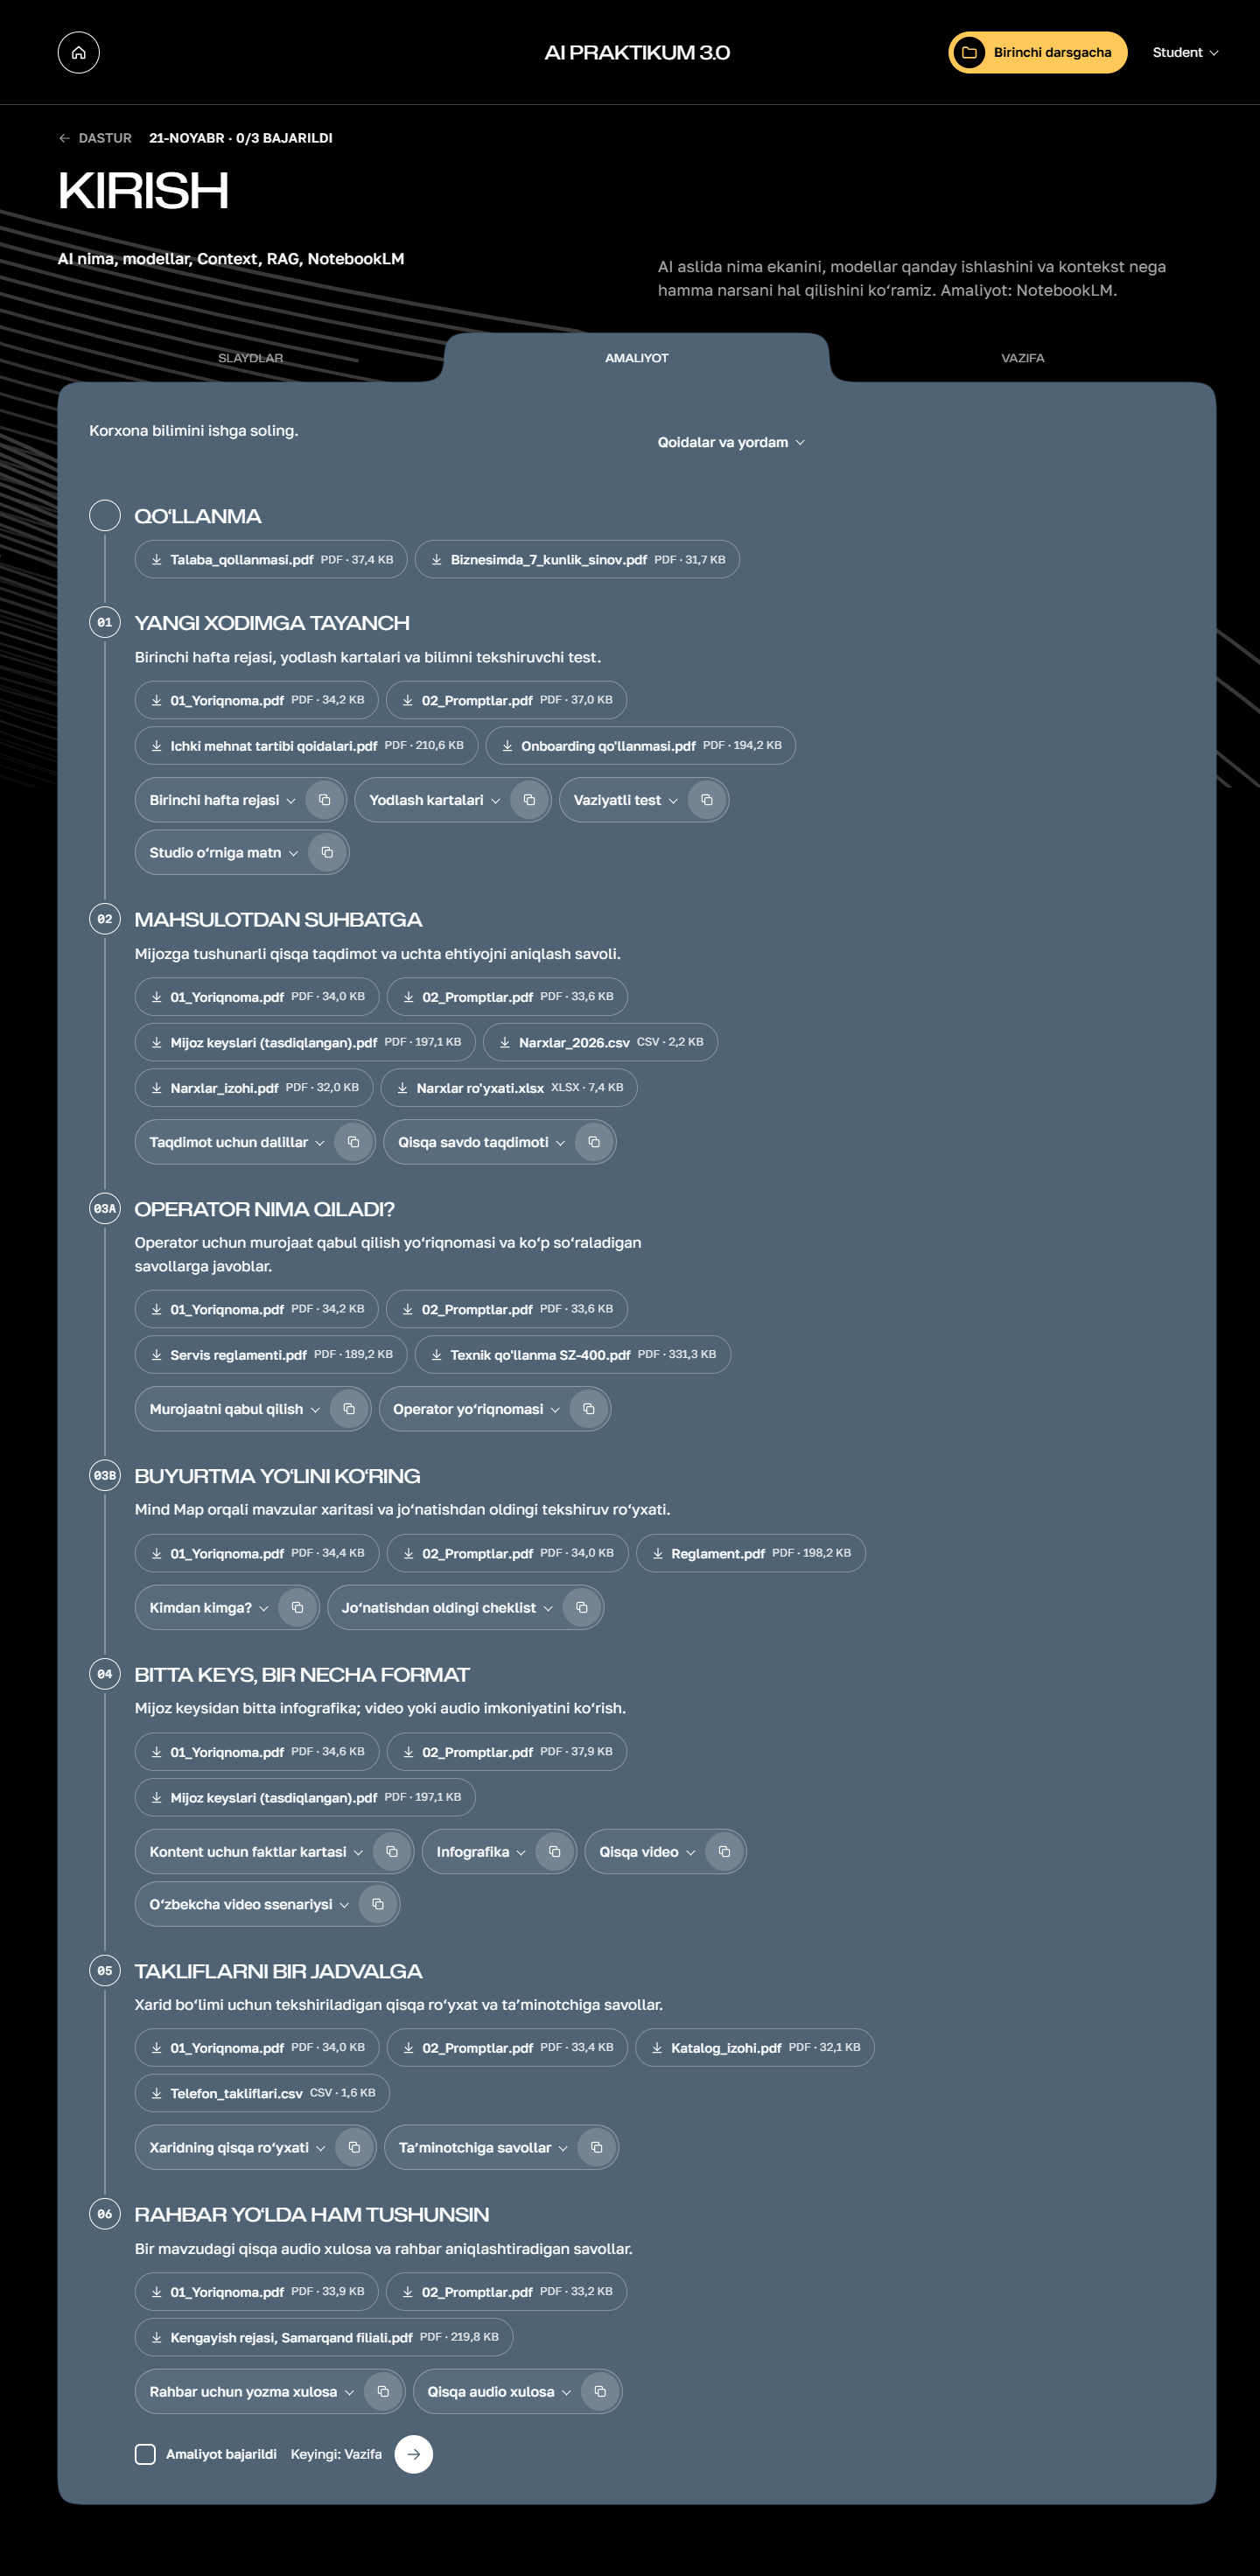 AI PRAKTIKUM 3.0
Birinchi darsgacha
Student
DASTUR 21-NOYABR · 0/3 BAJARILDI
KIRISH
AI nima, modellar, Context, RAG, NotebookLM
AI aslida nima ekanini, modellar qanday ishlashini va kontekst nega
hamma narsani hal qilishini ko‘ramiz. Amaliyot: NotebookLM.
SLAYDLAR
AMALIYOT
VAZIFA
Korxona bilimini ishga soling.
Qoidalar va yordam
QO‘LLANMA
Talaba_qollanmasi.pdf PDF · 37,4 KB
Biznesimda_7_kunlik_sinov.pdf PDF · 31,7 KB
01 YANGI XODIMGA TAYANCH
Birinchi hafta rejasi, yodlash kartalari va bilimni tekshiruvchi test.
01_Yoriqnoma.pdf PDF · 34,2 KB
02_Promptlar.pdf PDF · 37,0 KB
Ichki mehnat tartibi qoidalari.pdf PDF · 210,6 KB
Onboarding qo'llanmasi.pdf PDF · 194,2 KB
Birinchi hafta rejasi
Yodlash kartalari
Vaziyatli test
Studio o‘rniga matn
02 MAHSULOTDAN SUHBATGA
Mijozga tushunarli qisqa taqdimot va uchta ehtiyojni aniqlash savoli.
01_Yoriqnoma.pdf PDF · 34,0 KB
02_Promptlar.pdf PDF · 33,6 KB
Mijoz keyslari (tasdiqlangan).pdf PDF · 197,1 KB
Narxlar_2026.csv CSV · 2,2 KB
Narxlar_izohi.pdf PDF · 32,0 KB
Narxlar ro'yxati.xlsx XLSX · 7,4 KB
Taqdimot uchun dalillar
Qisqa savdo taqdimoti
03A OPERATOR NIMA QILADI?
Operator uchun murojaat qabul qilish yo‘riqnomasi va ko‘p so‘raladigan
savollarga javoblar.
01_Yoriqnoma.pdf PDF · 34,2 KB
02_Promptlar.pdf PDF · 33,6 KB
Servis reglamenti.pdf PDF · 189,2 KB
Texnik qo'llanma SZ-400.pdf PDF · 331,3 KB
Murojaatni qabul qilish
Operator yo‘riqnomasi
03B BUYURTMA YO‘LINI KO‘RING
Mind Map orqali mavzular xaritasi va jo‘natishdan oldingi tekshiruv ro‘yxati.
01_Yoriqnoma.pdf PDF · 34,4 KB
02_Promptlar.pdf PDF · 34,0 KB
Reglament.pdf PDF · 198,2 KB
Kimdan kimga?
Jo‘natishdan oldingi cheklist
04 BITTA KEYS, BIR NECHA FORMAT
Mijoz keysidan bitta infografika; video yoki audio imkoniyatini ko‘rish.
01_Yoriqnoma.pdf PDF · 34,6 KB
02_Promptlar.pdf PDF · 37,9 KB
Mijoz keyslari (tasdiqlangan).pdf PDF · 197,1 KB
Kontent uchun faktlar kartasi
Infografika
Qisqa video
O‘zbekcha video ssenariysi
05 TAKLIFLARNI BIR JADVALGA
Xarid bo‘limi uchun tekshiriladigan qisqa ro‘yxat va ta’minotchiga savollar.
01_Yoriqnoma.pdf PDF · 34,0 KB
02_Promptlar.pdf PDF · 33,4 KB
Katalog_izohi.pdf PDF · 32,1 KB
Telefon_takliflari.csv CSV · 1,6 KB
Xaridning qisqa ro‘yxati
Ta’minotchiga savollar
06 RAHBAR YO‘LDA HAM TUSHUNSIN
Bir mavzudagi qisqa audio xulosa va rahbar aniqlashtiradigan savollar.
01_Yoriqnoma.pdf PDF · 33,9 KB
02_Promptlar.pdf PDF · 33,2 KB
Kengayish rejasi, Samarqand filiali.pdf PDF · 219,8 KB
Rahbar uchun yozma xulosa
Qisqa audio xulosa
Amaliyot bajarildi
Keyingi: Vazifa